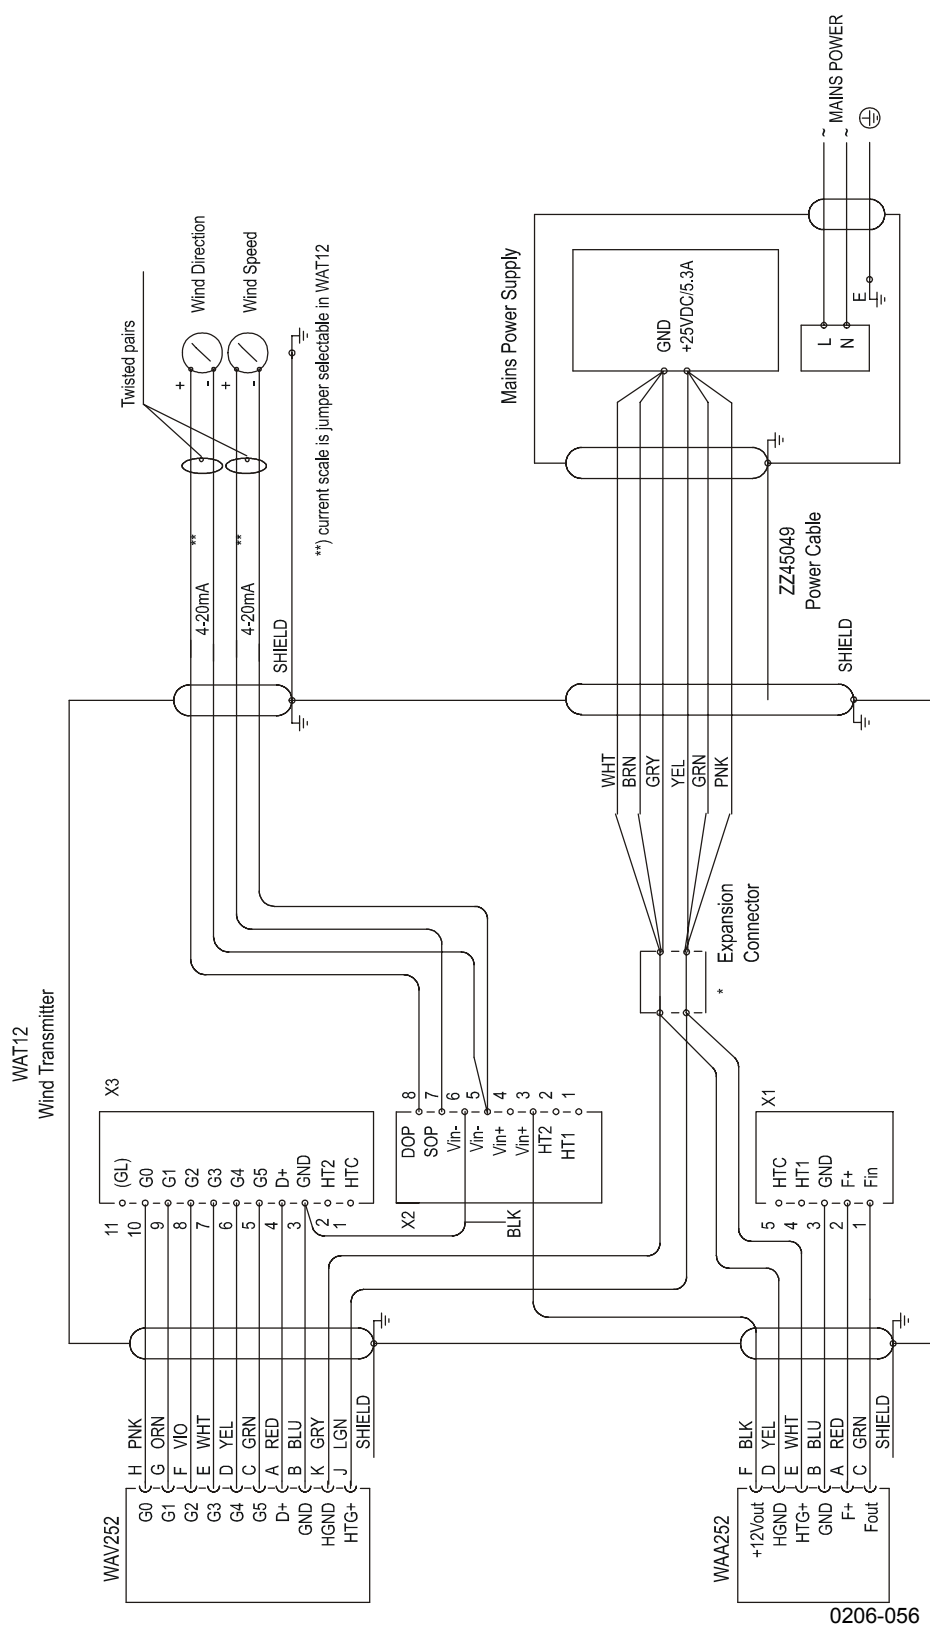 WAT12
Wind Transmitter
WAV252
G0 H PNK
G1 G ORN
G2 F VIO
G3 E WHT
G4 D YEL
G5 C GRN
D+ A RED
GND B BLU
HGND K GRY
HTG+ J LGN
SHIELD
X3
11 (GL)
10 G0
9 G1
8 G2
7 G3
6 G4
5 G5
4 D+
3 GND
2 HT2
1 HTC
X2
DOP 8
SOP 7
Vin- 6
Vin- 5
Vin+ 4
Vin+ 3
HT2 2
HT1 1
BLK
4-20mA **
4-20mA **
SHIELD
Twisted pairs
+
-
+
-
Wind Direction
Wind Speed
**) current scale is jumper selectable in WAT12
WAA252
+12Vout F BLK
HGND D YEL
HTG+ E WHT
GND B BLU
F+ A RED
Fout C GRN
SHIELD
X1
5 HTC
4 HT1
3 GND
2 F+
1 Fin
*
Expansion
Connector
WHT
BRN
GRY
YEL
GRN
PNK
SHIELD
ZZ45049
Power Cable
Mains Power Supply
GND
+25VDC/5.3A
L
N
E
~
~
MAINS POWER
0206-056